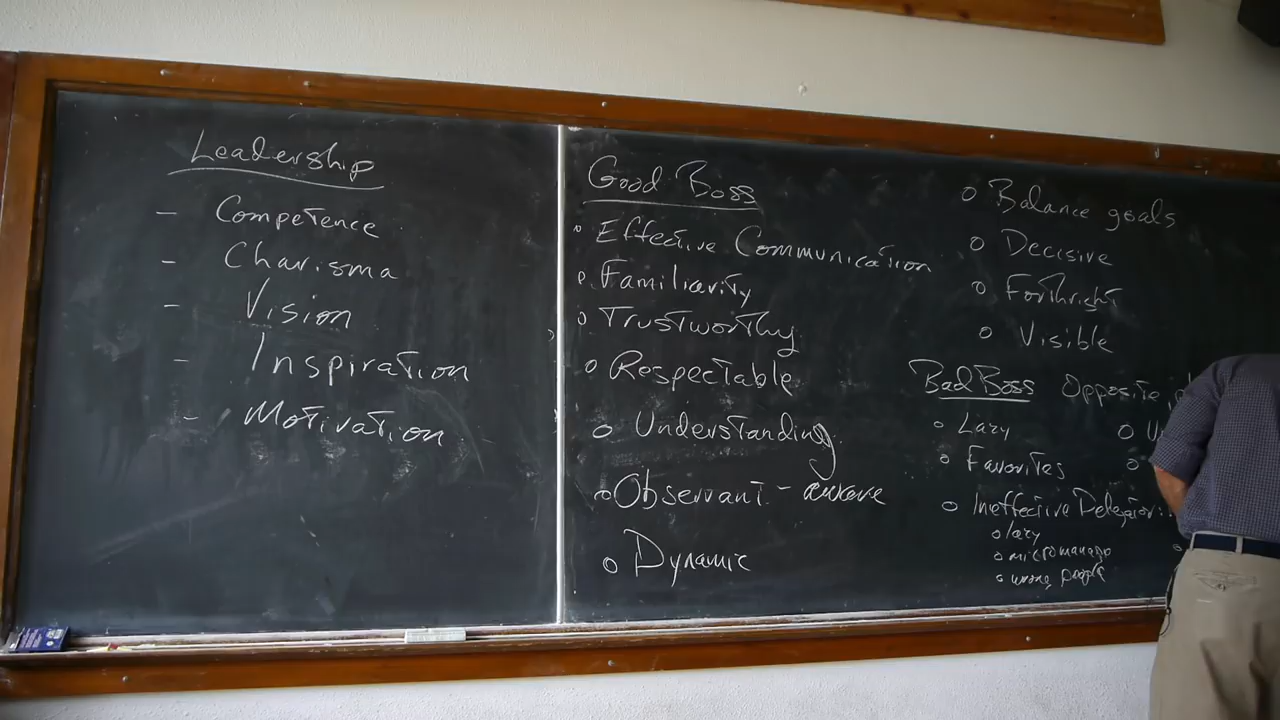 Leadership
- Competence
- Charisma
- Vision
- Inspiration
- Motivation
Good Boss
o Effective Communication
o Familiarity
o Trustworthy
o Respectable
o Understanding
o Observant - aware
o Dynamic
o Balance goals
o Decisive
o Forthright
o Visible
Bad Boss Opposite
o Lazy
o Favorites
o Ineffective Delegator:
o lazy
o micromanage
o wrong people